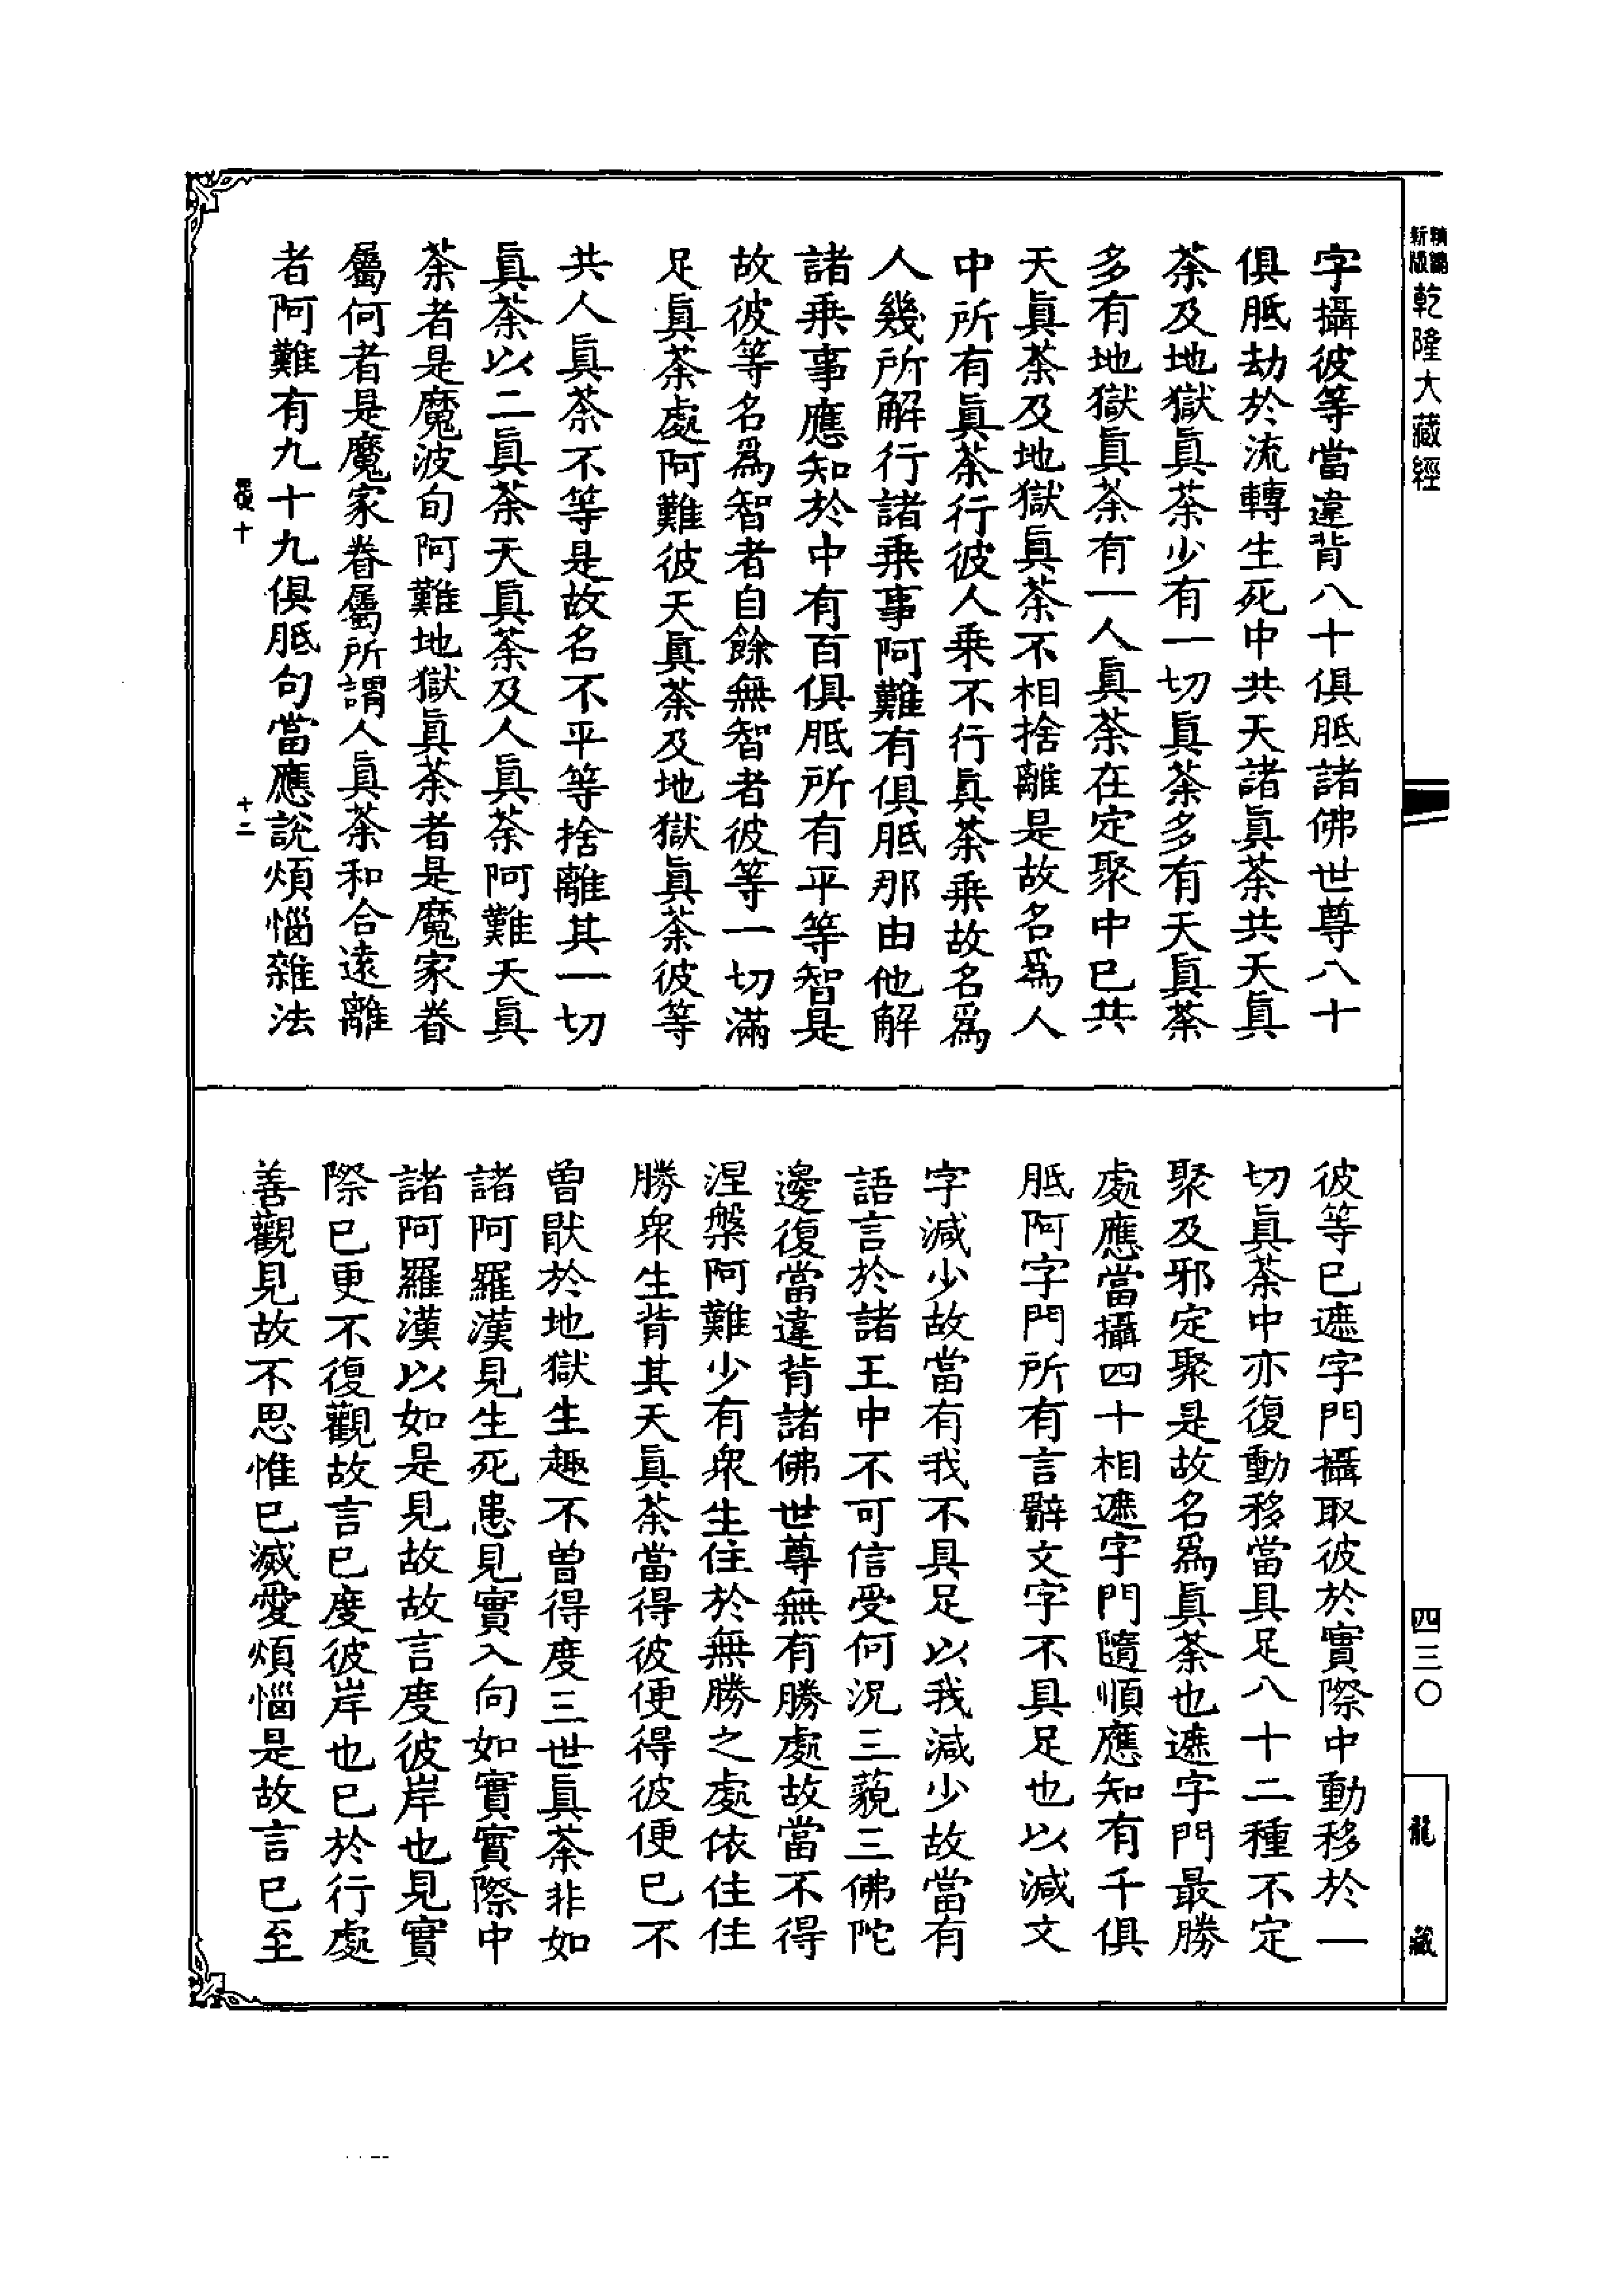 新編
新版
乾隆大藏經
字攝彼等當違背八十俱胝諸佛世尊八十
俱胝劫於流轉生死中共天諸眞荼共天眞
荼及地獄眞荼少有一切眞荼多有天眞荼
多有地獄眞荼有一人眞荼在定聚中已共
天眞荼及地獄眞荼不相捨離是故名爲人
中所有眞荼行彼人乘不行眞荼乘故名爲
人幾所解行諸乘事阿難有俱胝那由他解
諸乘事應知於中有百俱胝所有平等智是
故彼等名爲智者自餘無智者彼等一切滿
足眞荼處阿難彼天眞荼及地獄眞荼彼等
共人眞荼不等是故名不平等捨離其一切
眞荼以二眞荼天眞荼及人眞荼阿難天眞
荼者是魔波旬阿難地獄眞荼者是魔家眷
屬何者是魔家眷屬所謂人眞荼和合遠離
者阿難有九十九俱胝句當應說煩惱雜法
十
十二
彼等已遮字門攝取彼於實際中動移於一
切眞荼中亦復動移當具足八十二種不定
聚及邪定聚是故名爲眞荼也遮字門最勝
處應當攝四十相遮字門隨順應知有千俱
胝阿字門所有言辭文字不具足也以減文
字減少故當有我不具足以我減少故當有
語言於諸王中不可信受何況三藐三佛陀
邊復當違背諸佛世尊無有勝處故當不得
涅槃阿難少有衆生住於無勝之處依住住
勝衆生背其天眞荼當得彼便得彼便已不
曾猒於地獄生趣不曾得度三世眞荼非如
諸阿羅漢見生死患見實入向如實實際中
諸阿羅漢以如是見故故言度彼岸也見實
際已更不復觀故言已度彼岸也已於行處
善觀見故不思惟已滅愛煩惱是故言已至
四三〇
龍藏